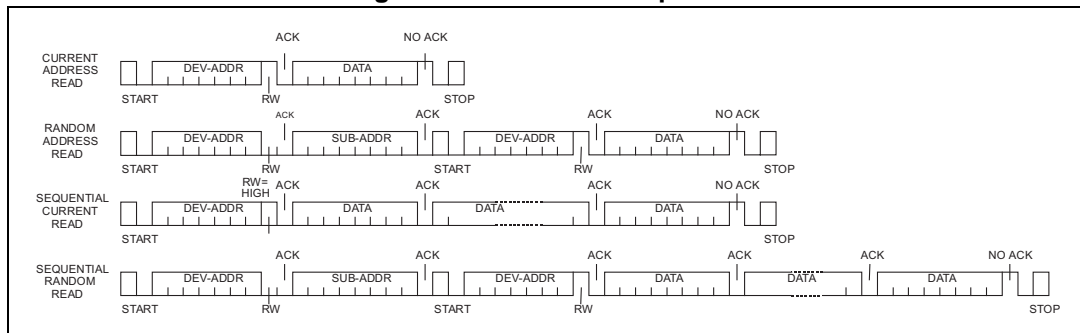 ACK NO ACK
CURRENT
ADDRESS
READ
DEV-ADDR DATA
START RW STOP
ACK ACK ACK NO ACK
RANDOM
ADDRESS
READ
DEV-ADDR SUB-ADDR DEV-ADDR DATA
START RW START RW STOP
RW=
HIGH
ACK ACK ACK NO ACK
SEQUENTIAL
CURRENT
READ
DEV-ADDR DATA DATA DATA
START STOP
ACK ACK ACK ACK ACK NO ACK
SEQUENTIAL
RANDOM
READ
DEV-ADDR SUB-ADDR DEV-ADDR DATA DATA DATA
START RW START RW STOP